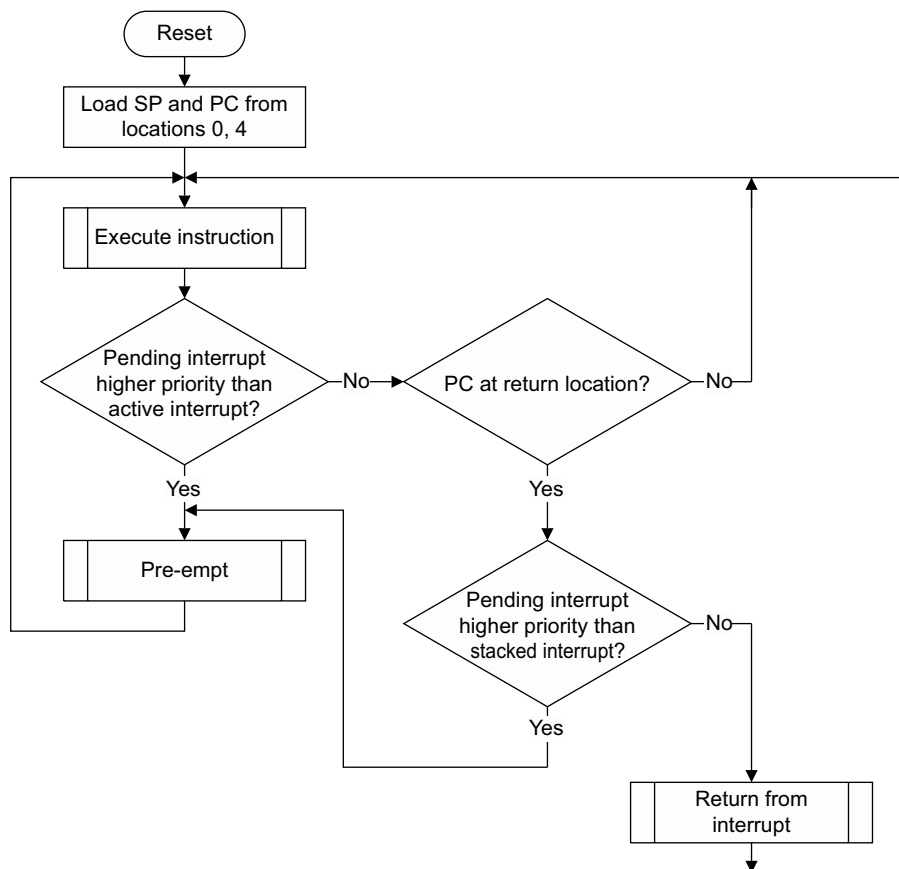 Reset
Load SP and PC from
locations 0, 4
Execute instruction
Pending interrupt
higher priority than
active interrupt?
No
PC at return location?
No
Yes
Yes
Pre-empt
Pending interrupt
higher priority than
stacked interrupt?
No
Yes
Return from
interrupt